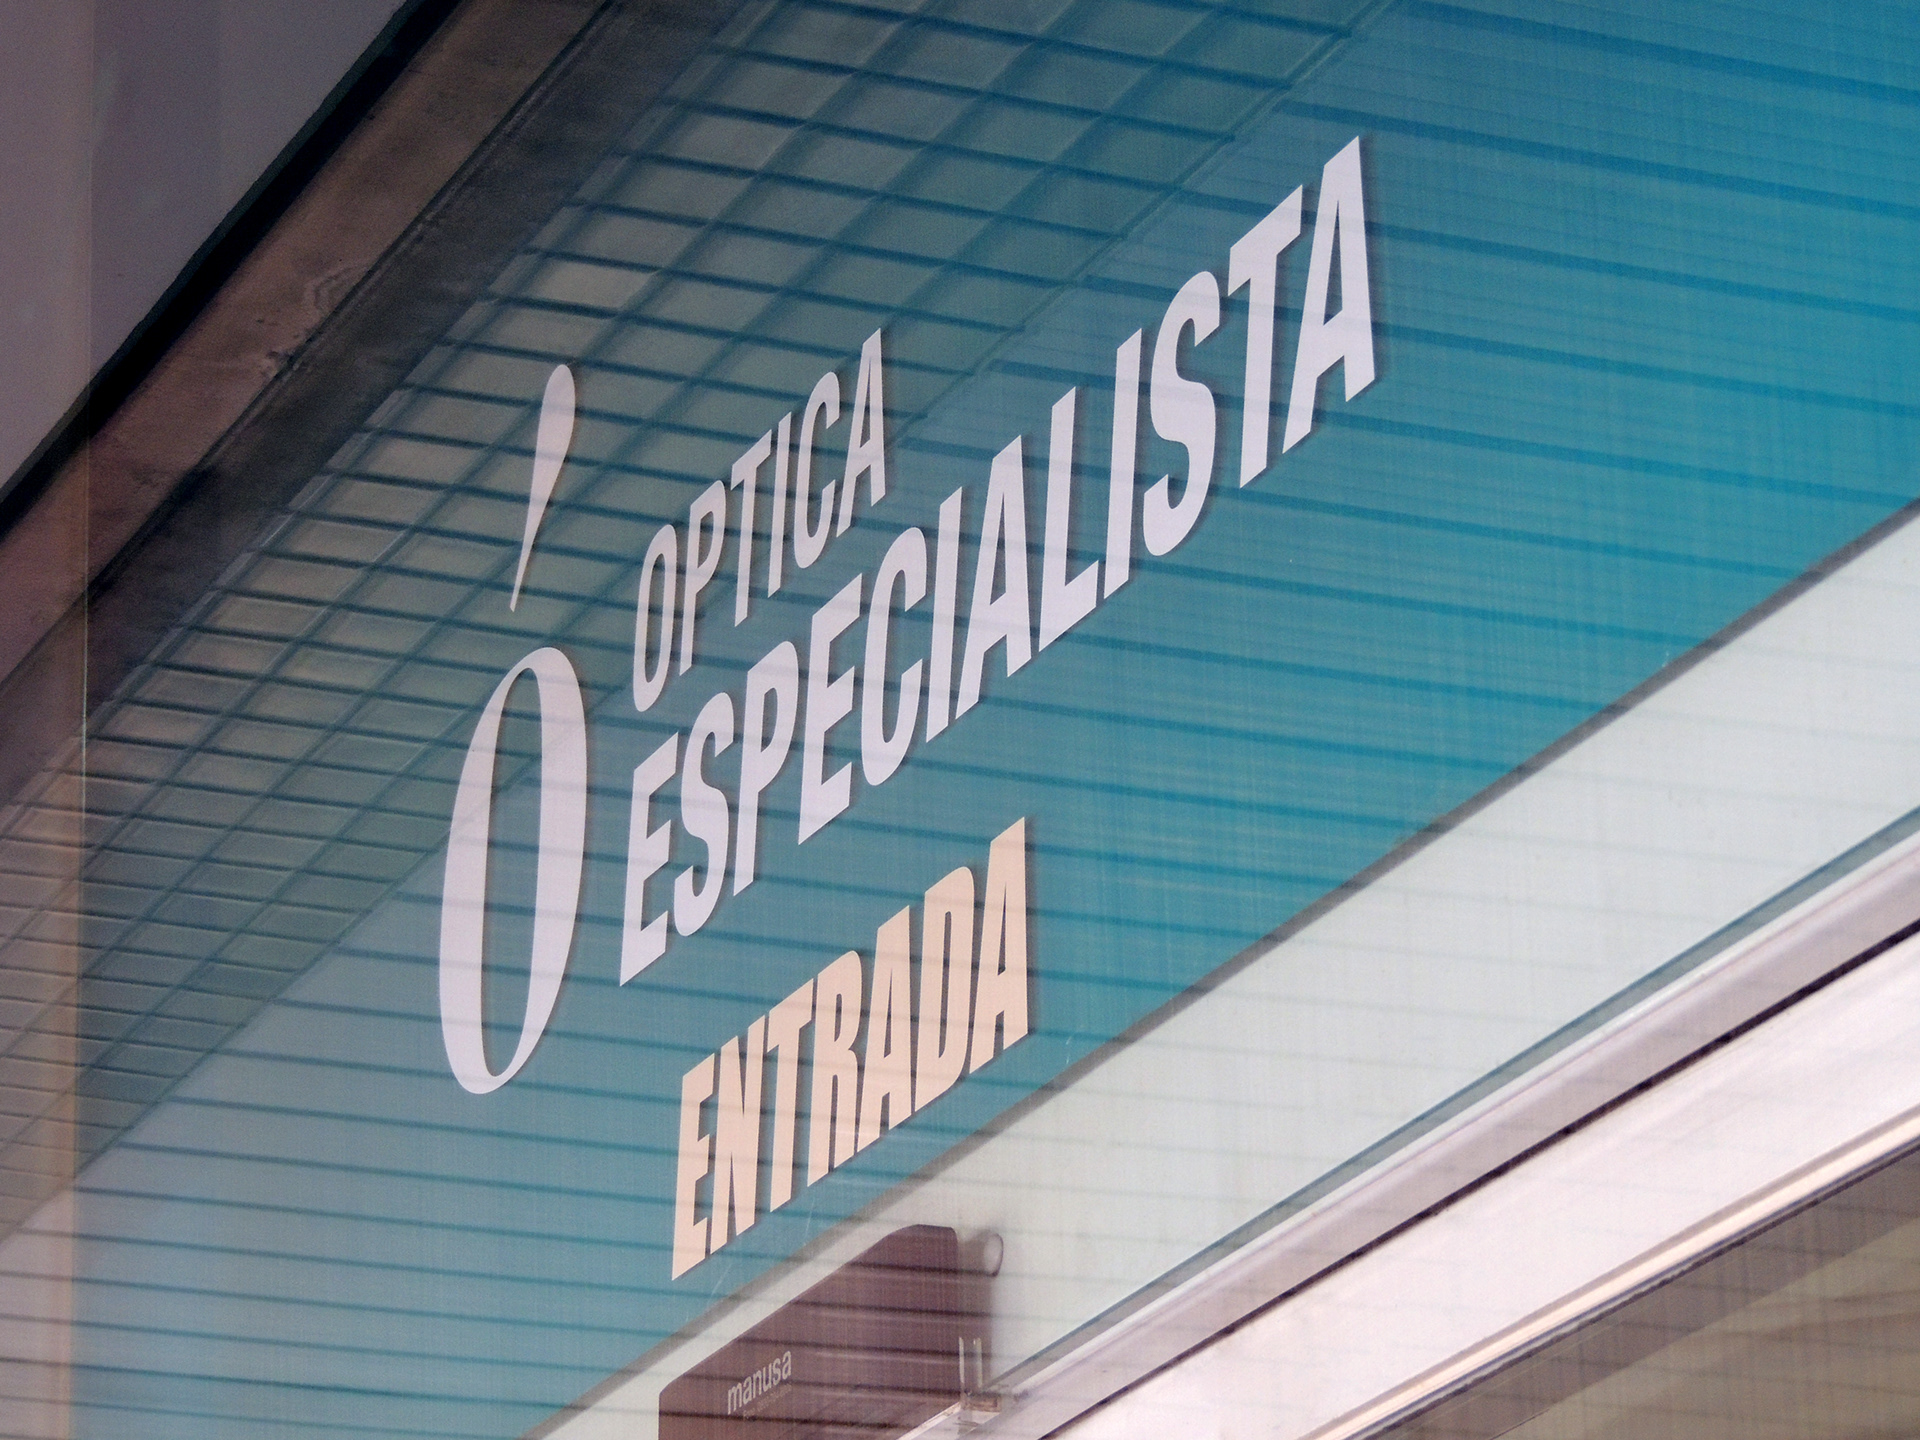 Ó
OPTICA
ESPECIALISTA
ENTRADA
manusa